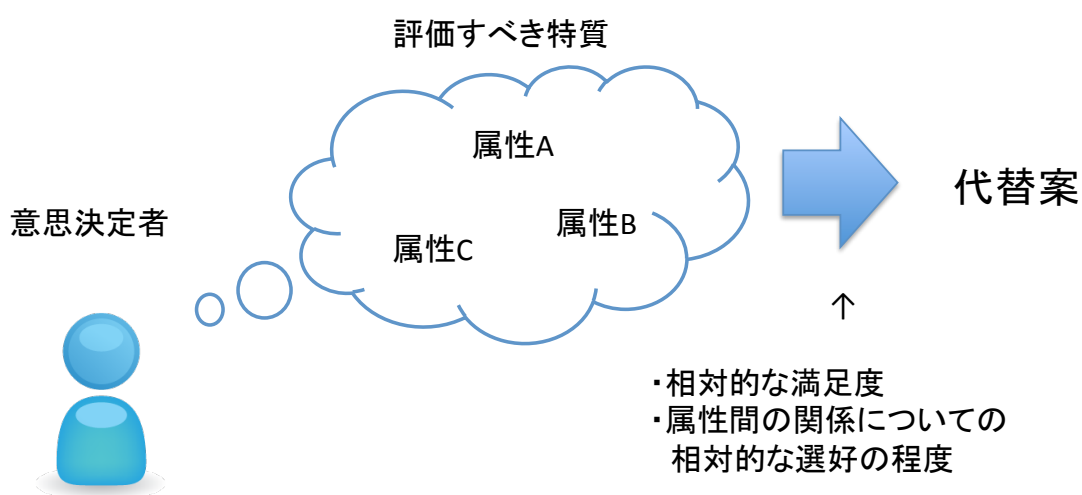 評価すべき特質
属性A
属性B
属性C
意思決定者
代替案
↑
・相対的な満足度
・属性間の関係についての
相対的な選好の程度